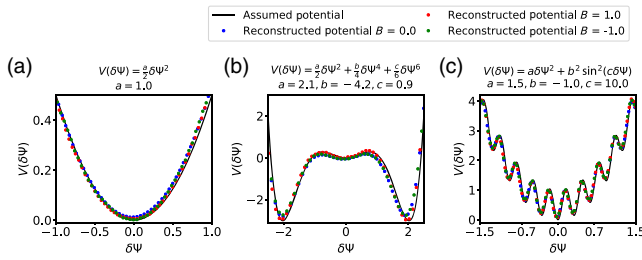 Assumed potential
Reconstructed potential B = 0.0
Reconstructed potential B = 1.0
Reconstructed potential B = -1.0
(a)
V(δΨ) = a/2 δΨ²
a = 1.0
V(δΨ)
0.4
0.2
0.0
−1.0 −0.5 0.0 0.5 1.0
δΨ
(b)
V(δΨ) = a/2 δΨ² + b/4 δΨ⁴ + c/6 δΨ⁶
a = 2.1, b = −4.2, c = 0.9
V(δΨ)
2
0
−2
−2 0 2
δΨ
(c)
V(δΨ) = aδΨ² + b² sin²(cδΨ)
a = 1.5, b = −1.0, c = 10.0
V(δΨ)
4
3
2
1
0
−1.5 0.0 0.0 1.5
δΨ